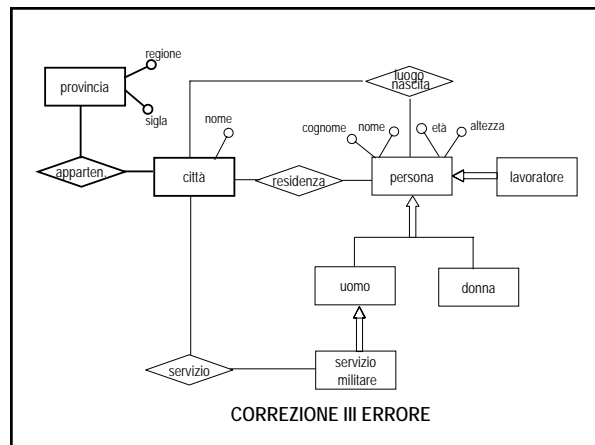 regione
provincia
luogo
nascita
sigla
nome
cognome
nome
età
altezza
apparten.
città
residenza
persona
lavoratore
uomo
donna
servizio
servizio
militare
CORREZIONE III ERRORE